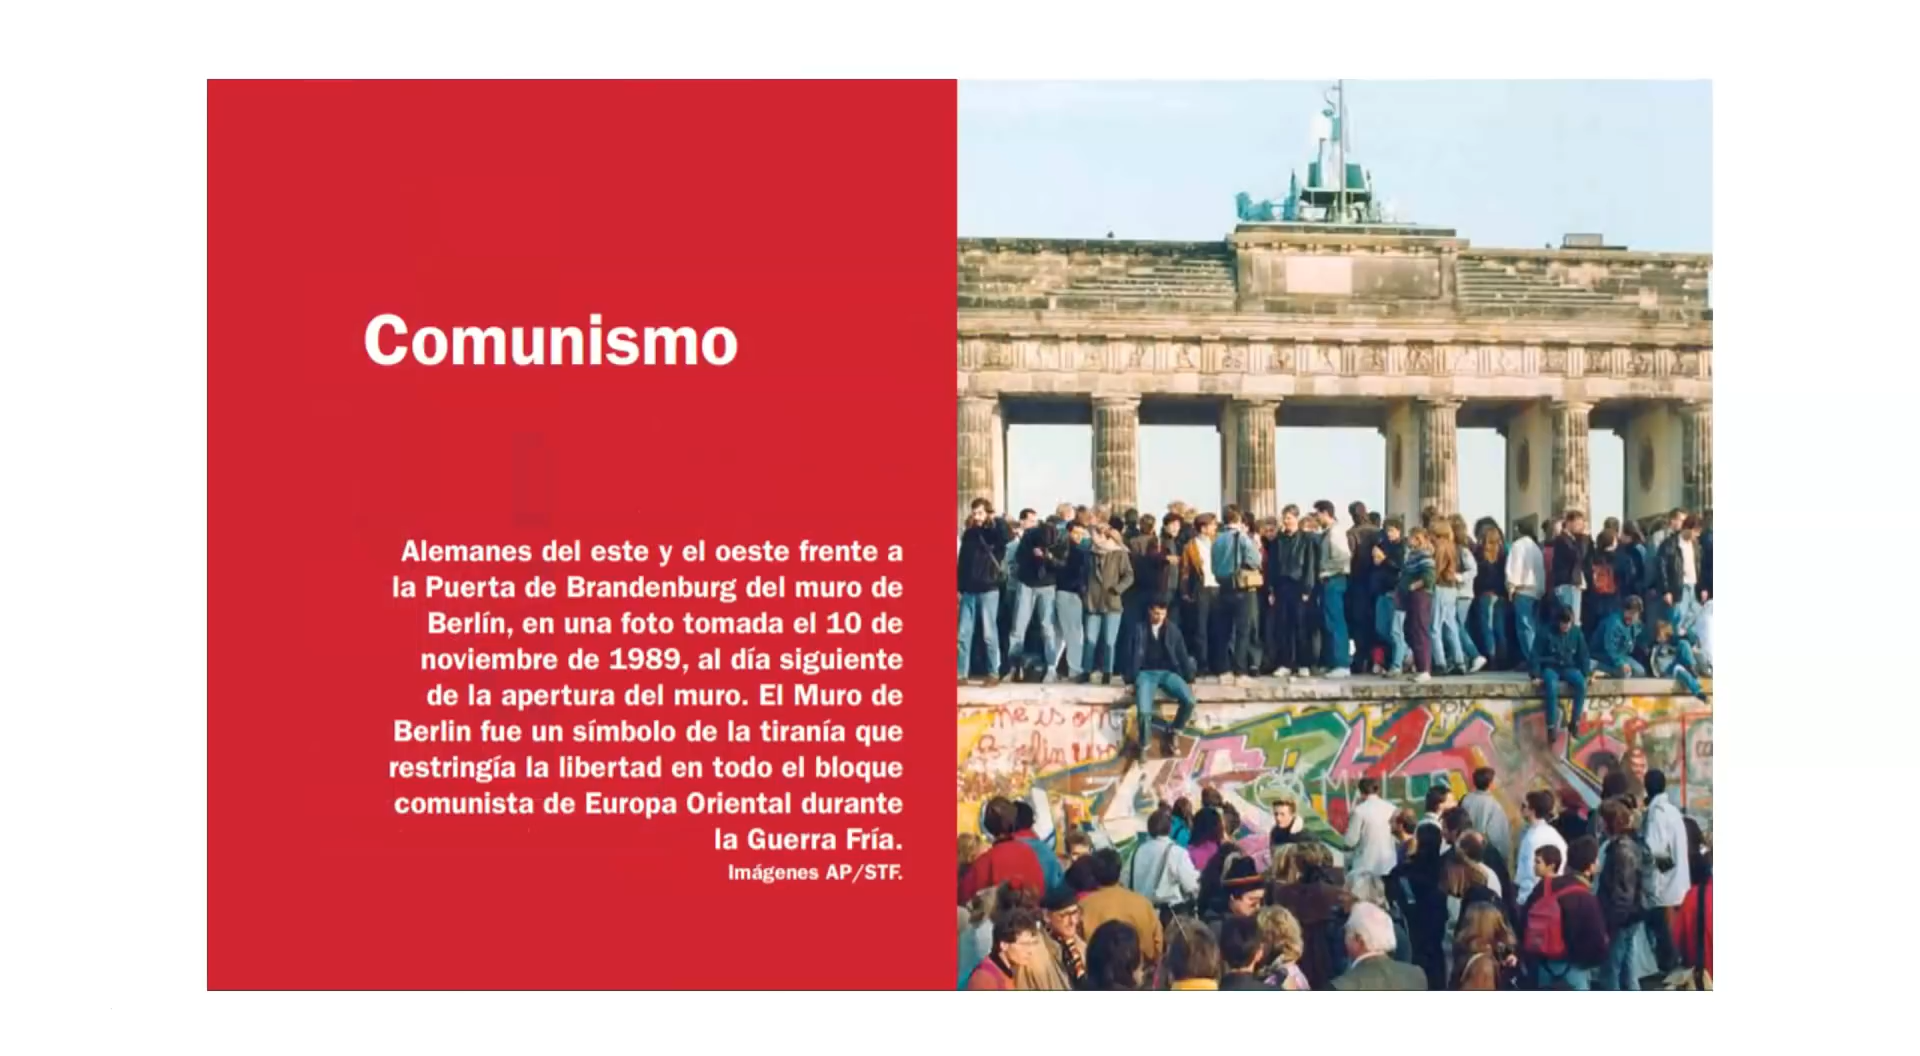 Comunismo
Alemanes del este y el oeste frente a
la Puerta de Brandenburg del muro de
Berlín, en una foto tomada el 10 de
noviembre de 1989, al día siguiente
de la apertura del muro. El Muro de
Berlin fue un símbolo de la tiranía que
restringía la libertad en todo el bloque
comunista de Europa Oriental durante
la Guerra Fría.
Imágenes AP/STF.